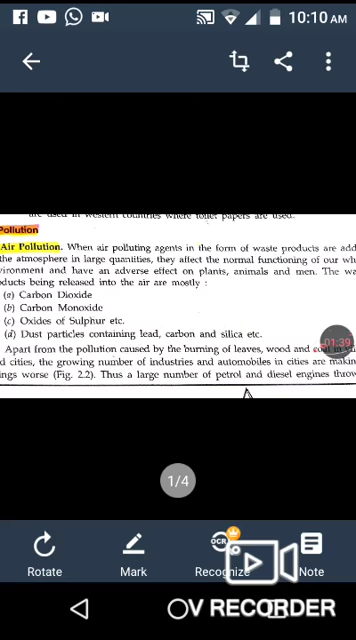 10:10 AM
are used in western countries where toilet papers are used.
Pollution
Air Pollution. When air polluting agents in the form of waste products are add
the atmosphere in large quantities, they affect the normal functioning of our wh
vironment and have an adverse effect on plants, animals and men. The wa
oducts being released into the air are mostly :
(a) Carbon Dioxide
(b) Carbon Monoxide
(c) Oxides of Sulphur etc.
(d) Dust particles containing lead, carbon and silica etc.
Apart from the pollution caused by the burning of leaves, wood and
d cities, the growing number of industries and automobiles in cities are makin
ings worse (Fig. 2.2). Thus a large number of petrol and diesel engines throw
01:39
1/4
OCR
Rotate
Mark
Recogniz
Note
V RECORDER